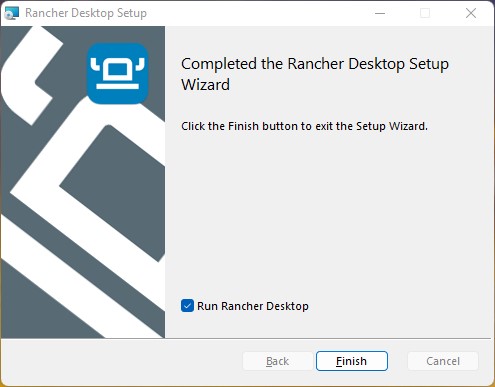 Rancher Desktop Setup
Completed the Rancher Desktop Setup
Wizard
Click the Finish button to exit the Setup Wizard.
Run Rancher Desktop
Back Finish Cancel